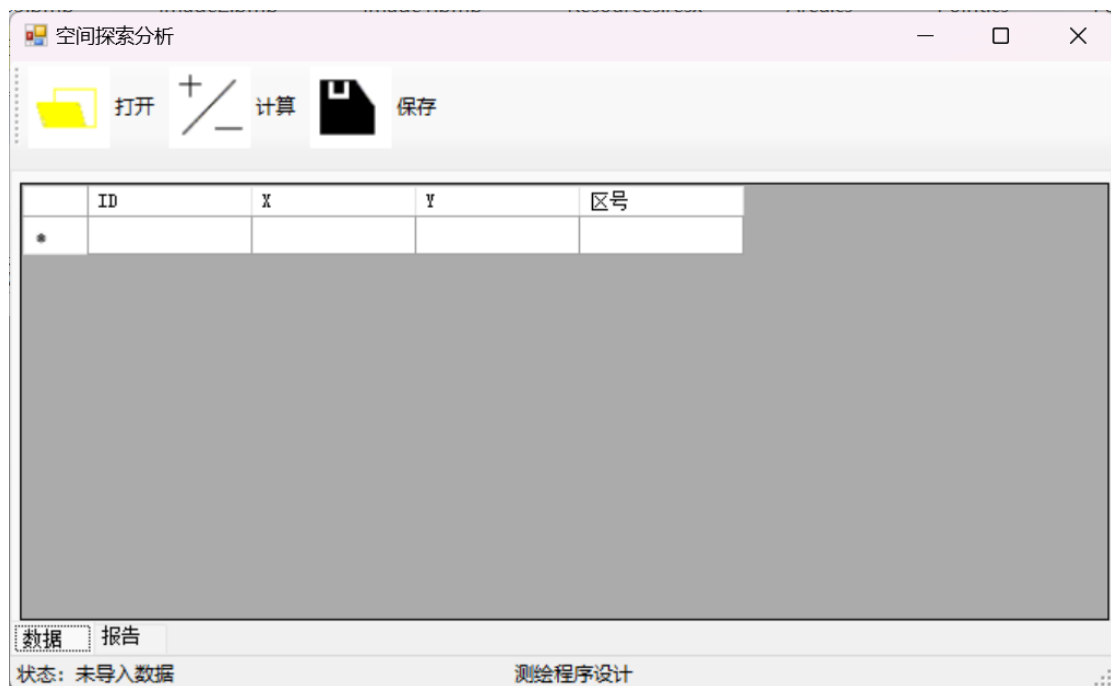 空间探索分析
打开 计算 保存
ID X Y 区号
数据 报告
状态: 未导入数据 测绘程序设计